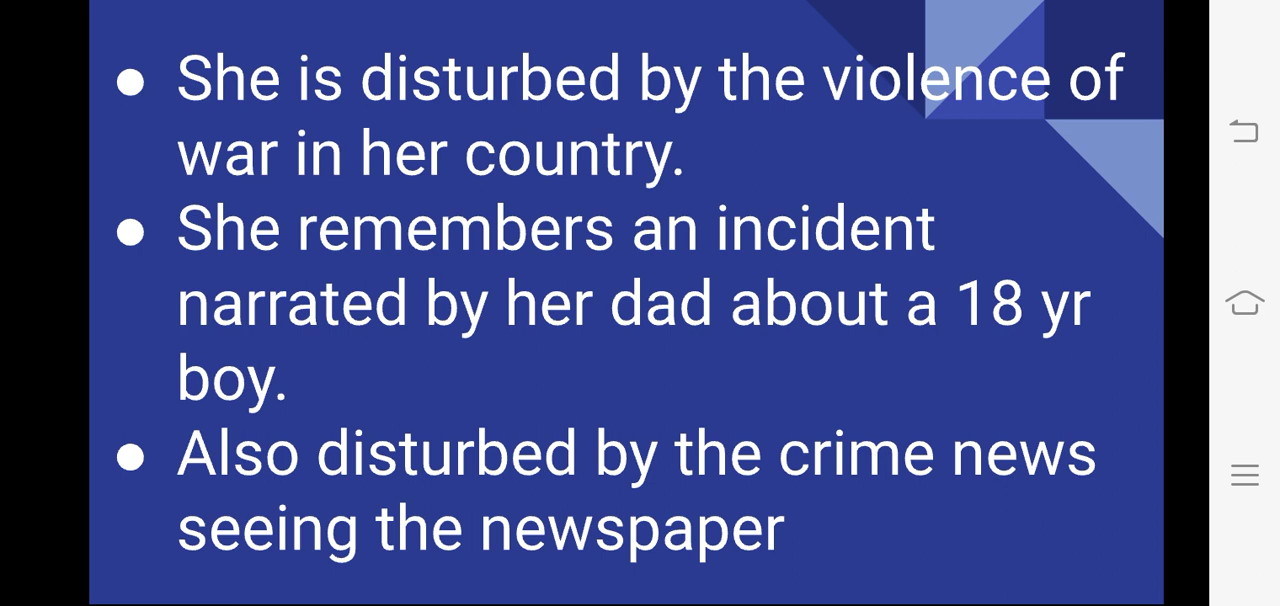 ● She is disturbed by the violence of
war in her country.
● She remembers an incident
narrated by her dad about a 18 yr
boy.
● Also disturbed by the crime news
seeing the newspaper